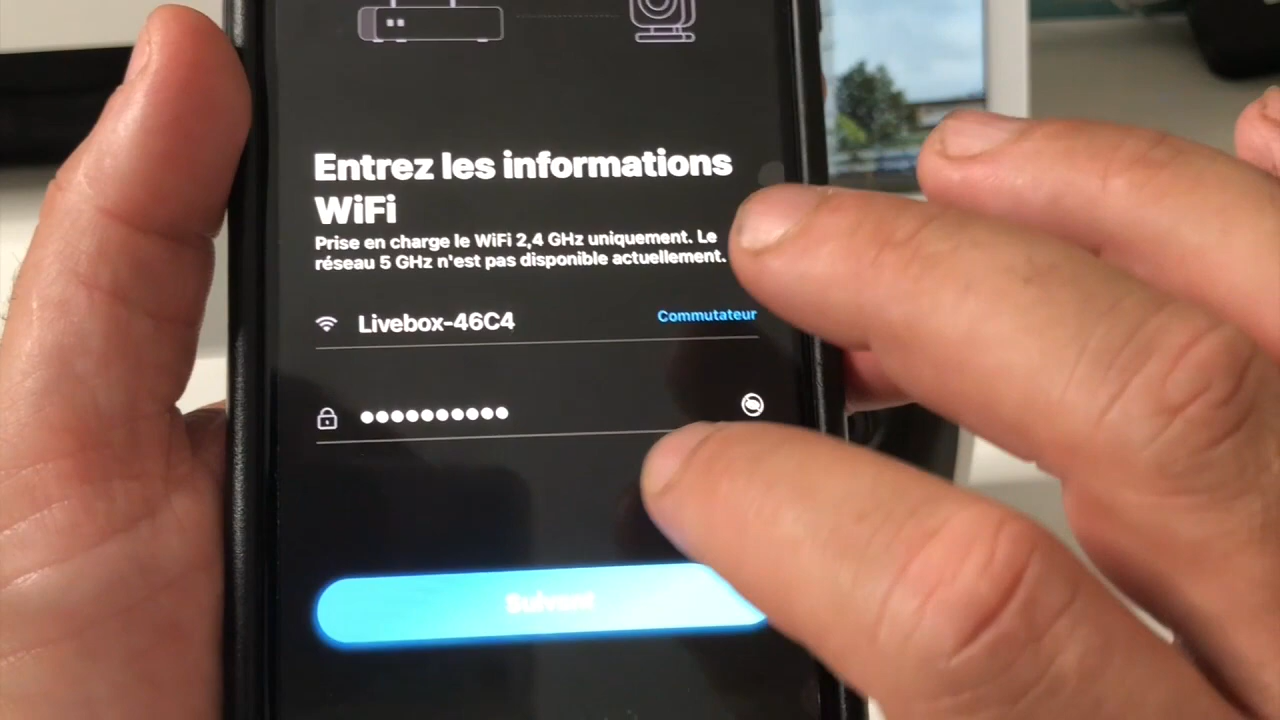 Entrez les informations
WiFi
Prise en charge le WiFi 2,4 GHz uniquement. Le
réseau 5 GHz n'est pas disponible actuellement.
Livebox-46C4
Commutateur
●●●●●●●●●●
Suivant